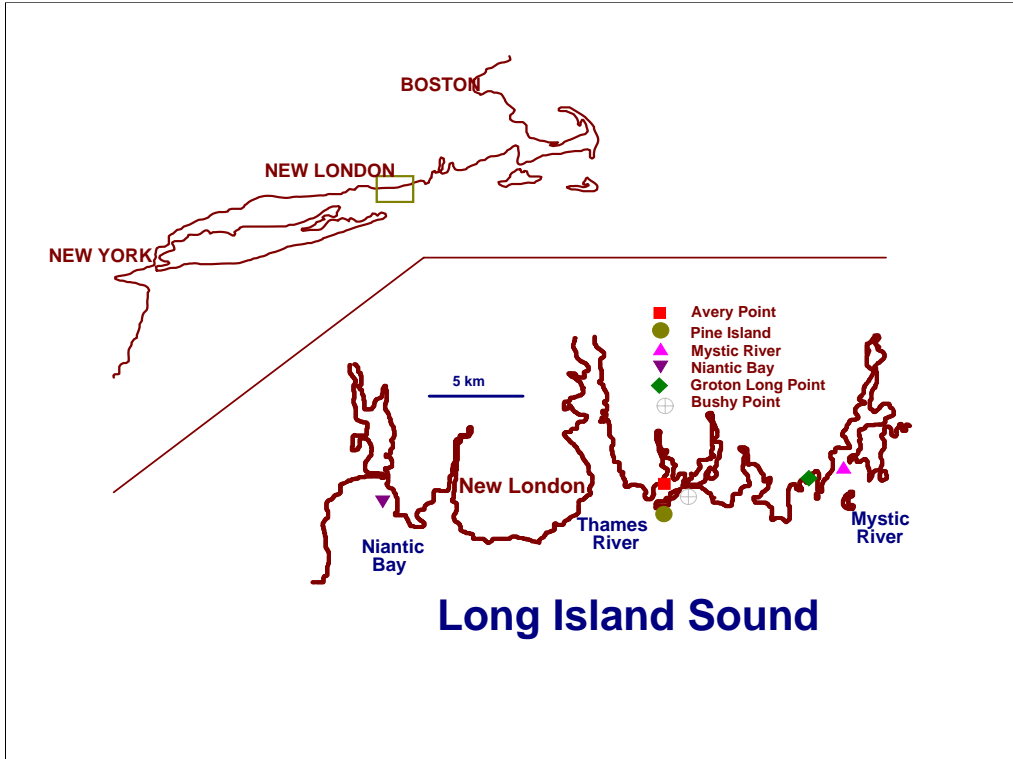 BOSTON
NEW LONDON
NEW YORK
Avery Point
Pine Island
Mystic River
Niantic Bay
Groton Long Point
Bushy Point
5 km
New London
Thames
River
Mystic
River
Niantic
Bay
Long Island Sound